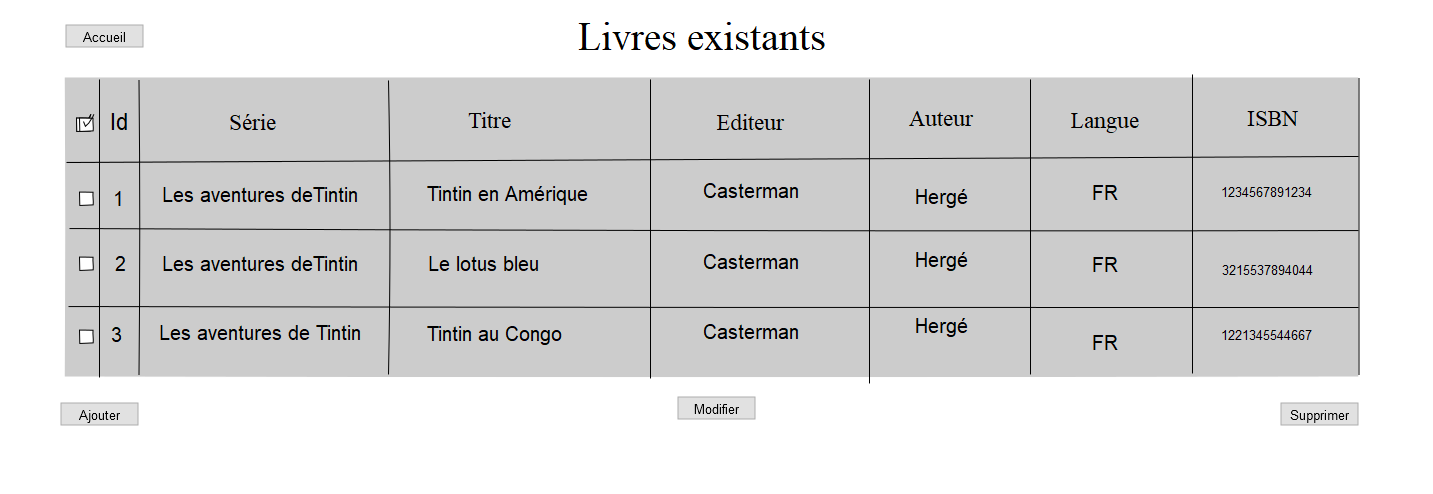 Accueil
Livres existants
Id Série Titre Editeur Auteur Langue ISBN
1 Les aventures deTintin Tintin en Amérique Casterman Hergé FR 1234567891234
2 Les aventures deTintin Le lotus bleu Casterman Hergé FR 3215537894044
3 Les aventures de Tintin Tintin au Congo Casterman Hergé FR 1221345544667
Ajouter Modifier Supprimer